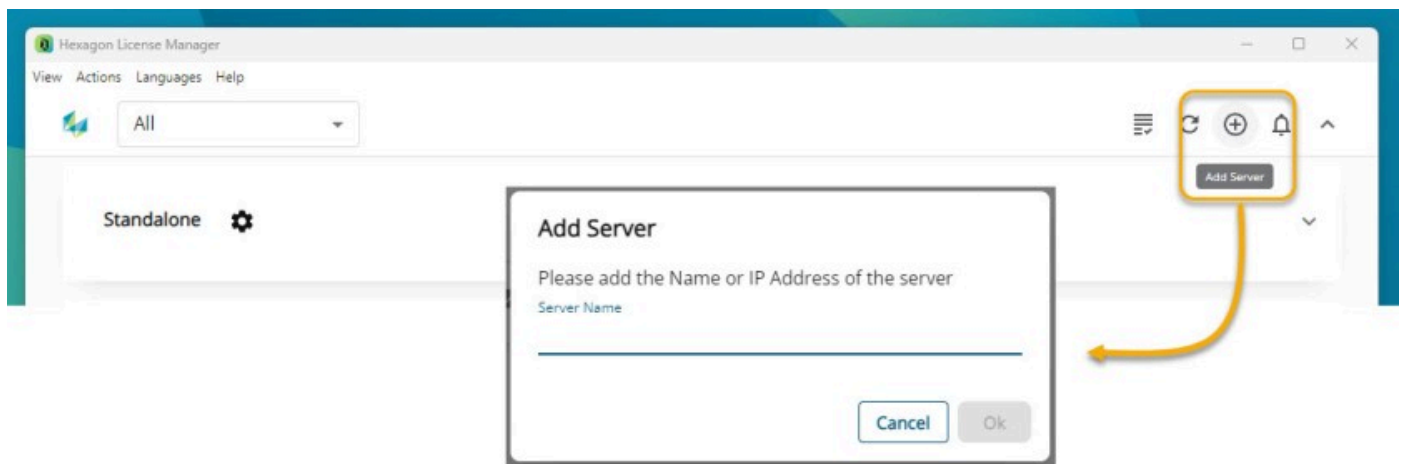 Hexagon License Manager
View Actions Languages Help
All
Add Server
Standalone
Add Server
Please add the Name or IP Address of the server
Server Name
Cancel Ok